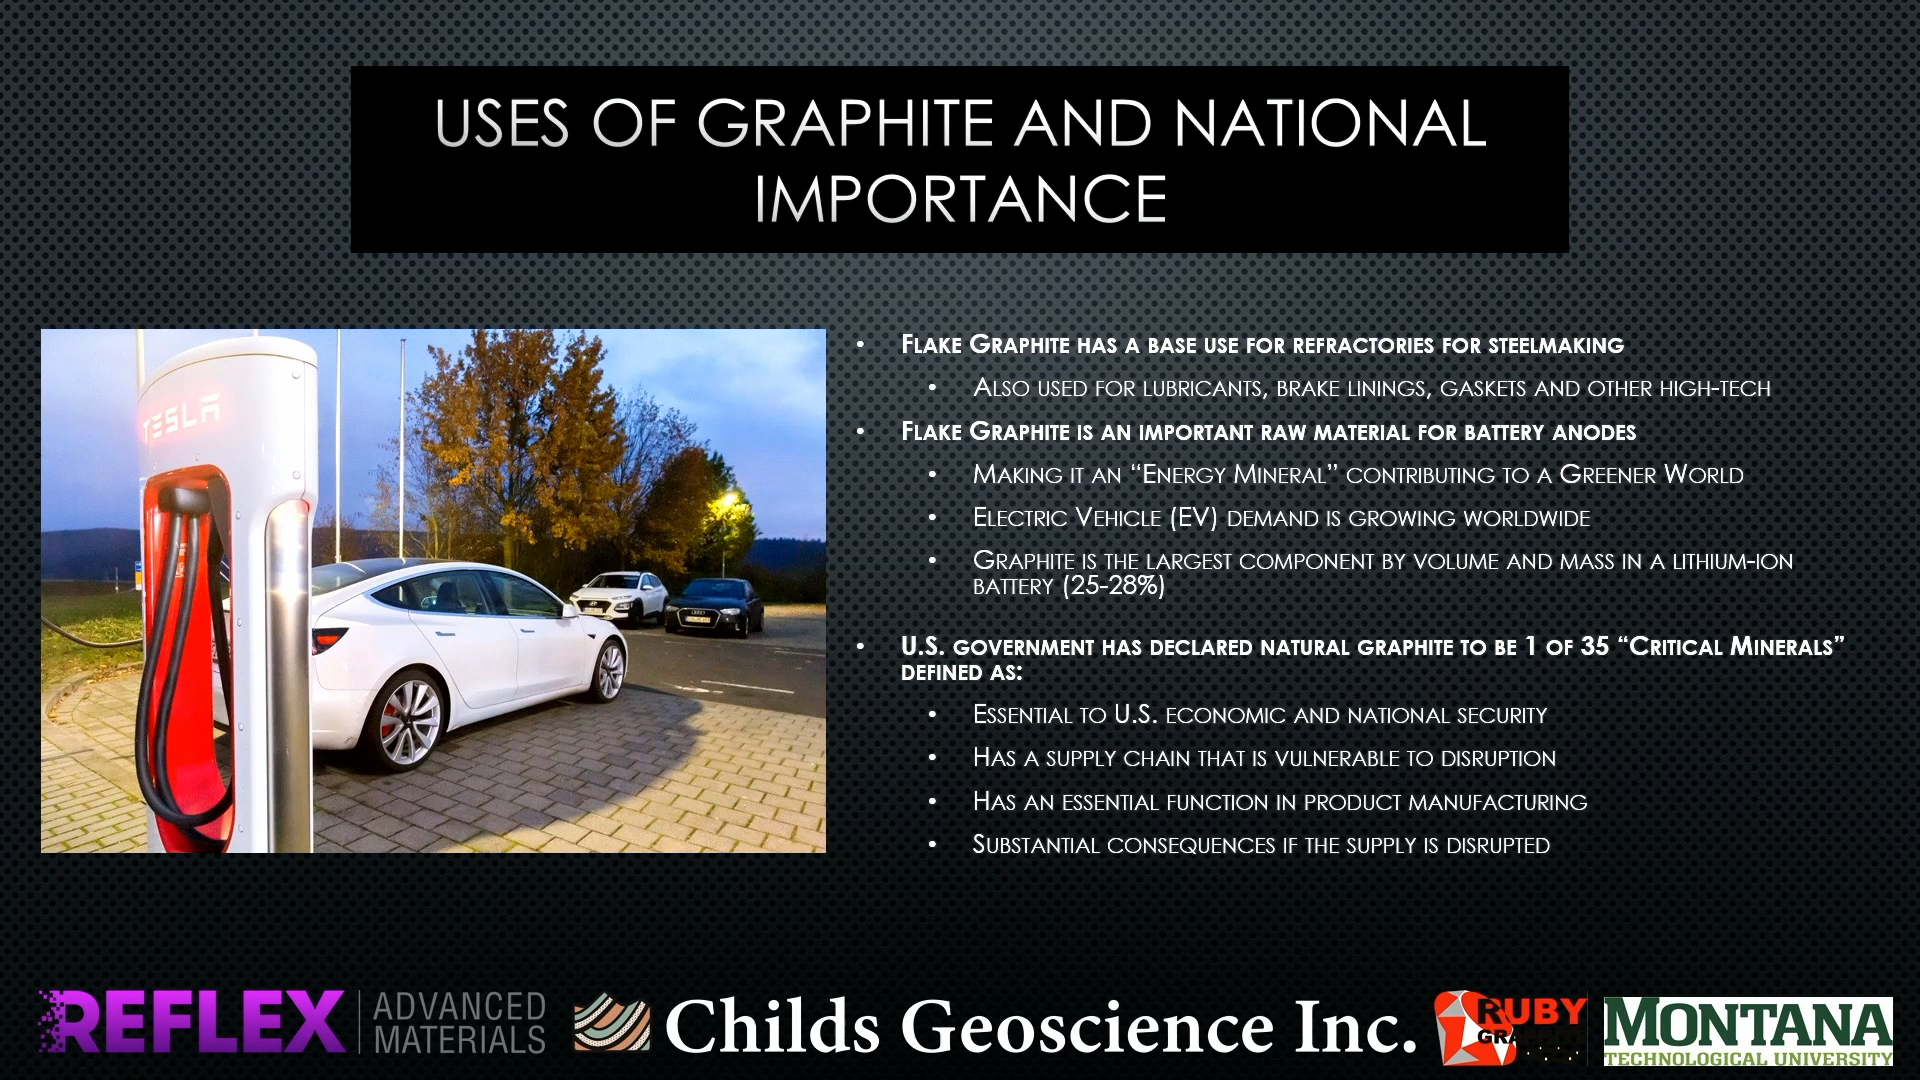 USES OF GRAPHITE AND NATIONAL
IMPORTANCE
TESLA
• FLAKE GRAPHITE HAS A BASE USE FOR REFRACTORIES FOR STEELMAKING
• ALSO USED FOR LUBRICANTS, BRAKE LININGS, GASKETS AND OTHER HIGH-TECH
• FLAKE GRAPHITE IS AN IMPORTANT RAW MATERIAL FOR BATTERY ANODES
• MAKING IT AN “ENERGY MINERAL” CONTRIBUTING TO A GREENER WORLD
• ELECTRIC VEHICLE (EV) DEMAND IS GROWING WORLDWIDE
• GRAPHITE IS THE LARGEST COMPONENT BY VOLUME AND MASS IN A LITHIUM-ION
BATTERY (25-28%)
• U.S. GOVERNMENT HAS DECLARED NATURAL GRAPHITE TO BE 1 OF 35 “CRITICAL MINERALS”
DEFINED AS:
• ESSENTIAL TO U.S. ECONOMIC AND NATIONAL SECURITY
• HAS A SUPPLY CHAIN THAT IS VULNERABLE TO DISRUPTION
• HAS AN ESSENTIAL FUNCTION IN PRODUCT MANUFACTURING
• SUBSTANTIAL CONSEQUENCES IF THE SUPPLY IS DISRUPTED
REFLEX
ADVANCED
MATERIALS
Childs Geoscience Inc.
RUBY
MONTANA
TECHNOLOGICAL UNIVERSITY